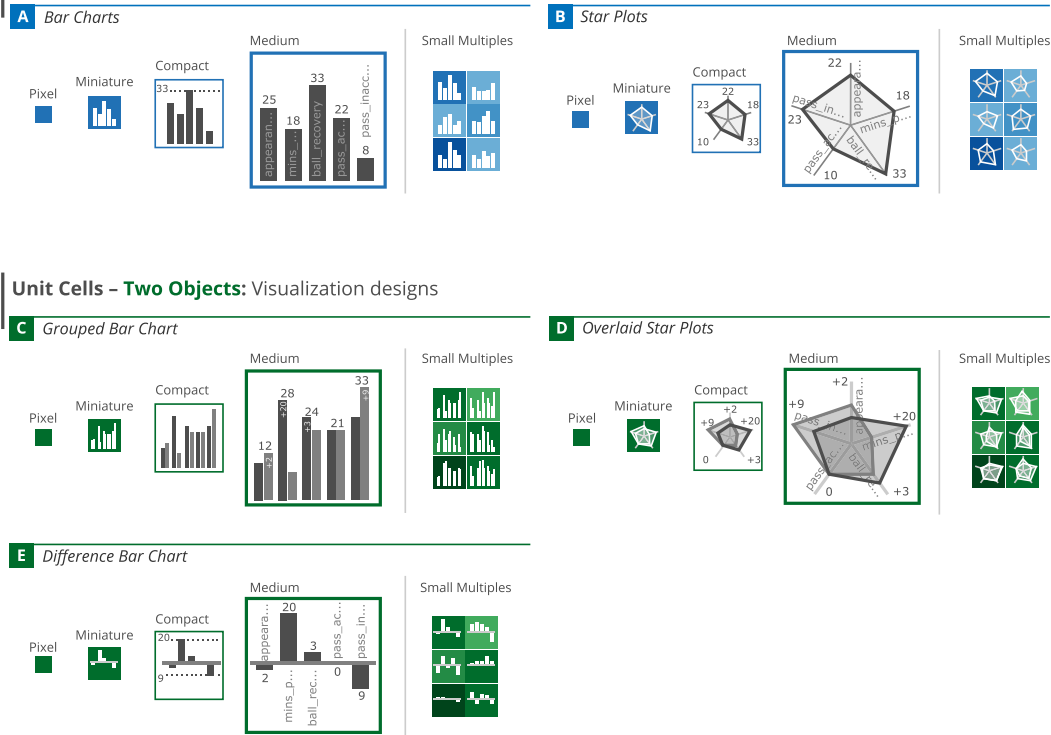 A Bar Charts
Pixel
Miniature
Compact
33
Medium
25
18
33
22
8
appearan...
mins_...
ball_recovery
pass_ac...
pass_inacc...
Small Multiples
B Star Plots
Pixel
Miniature
Compact
22
23
18
10
33
Medium
22
18
23
10
33
appeara...
pass_in...
mins_p...
pass_ac...
ball_re...
Small Multiples
Unit Cells – Two Objects: Visualization designs
C Grouped Bar Chart
Pixel
Miniature
Compact
Medium
12
28
24
21
33
+2
+20
+3
+9
Small Multiples
D Overlaid Star Plots
Pixel
Miniature
Compact
+2
+9
+20
0
+3
Medium
+2
+9
+20
0
+3
appeara...
pass_in...
mins_p...
pass_ac...
Small Multiples
E Difference Bar Chart
Pixel
Miniature
Compact
20
9
Medium
20
3
2
0
9
appeara...
mins_p...
ball_rec...
pass_ac...
pass_in...
Small Multiples